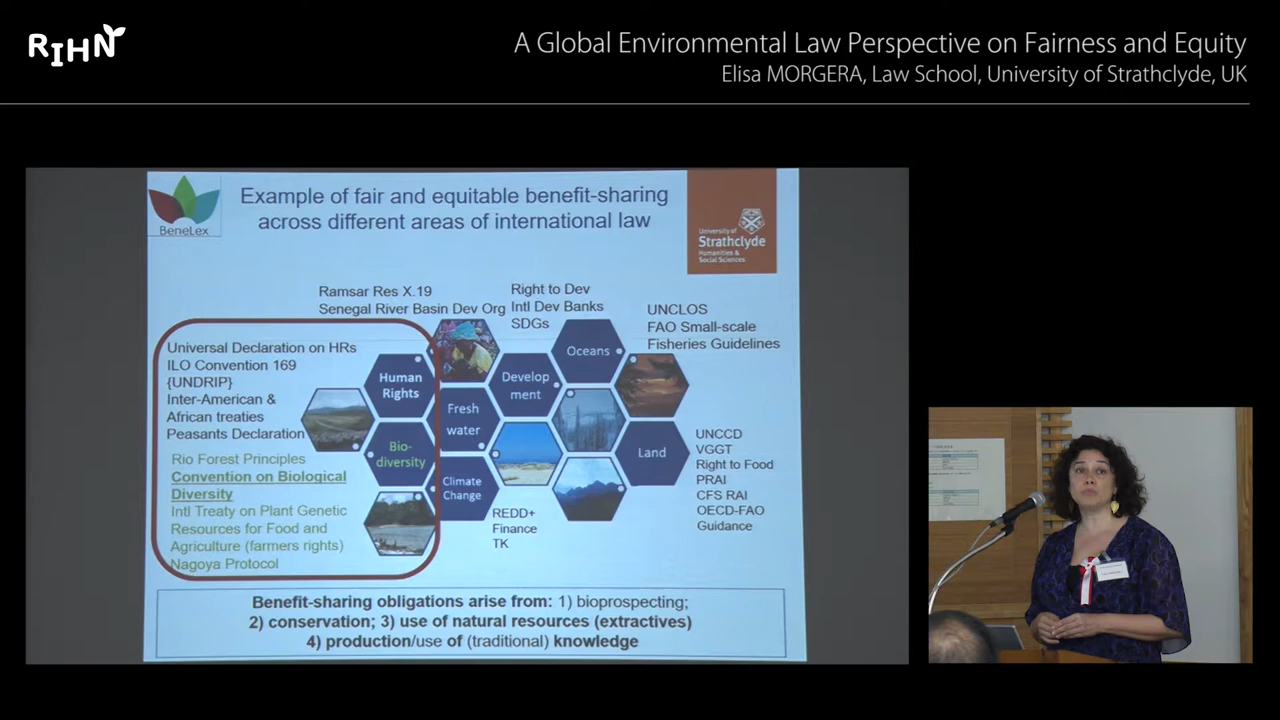 RIHN
A Global Environmental Law Perspective on Fairness and Equity
Elisa MORGERA, Law School, University of Strathclyde, UK
BeneLex
Example of fair and equitable benefit-sharing
across different areas of international law
University of
Strathclyde
Humanities &
Social Sciences
Ramsar Res X.19
Senegal River Basin Dev Org
Right to Dev
Intl Dev Banks
SDGs
UNCLOS
FAO Small-scale
Fisheries Guidelines
Universal Declaration on HRs
ILO Convention 169
{UNDRIP}
Inter-American &
African treaties
Peasants Declaration
Rio Forest Principles
Convention on Biological
Diversity
Intl Treaty on Plant Genetic
Resources for Food and
Agriculture (farmers rights)
Nagoya Protocol
Human
Rights
Bio-
diversity
Fresh
water
Climate
Change
Develop
ment
Oceans
Land
REDD+
Finance
TK
UNCCD
VGGT
Right to Food
PRAI
CFS RAI
OECD-FAO
Guidance
Benefit-sharing obligations arise from: 1) bioprospecting;
2) conservation; 3) use of natural resources (extractives)
4) production/use of (traditional) knowledge